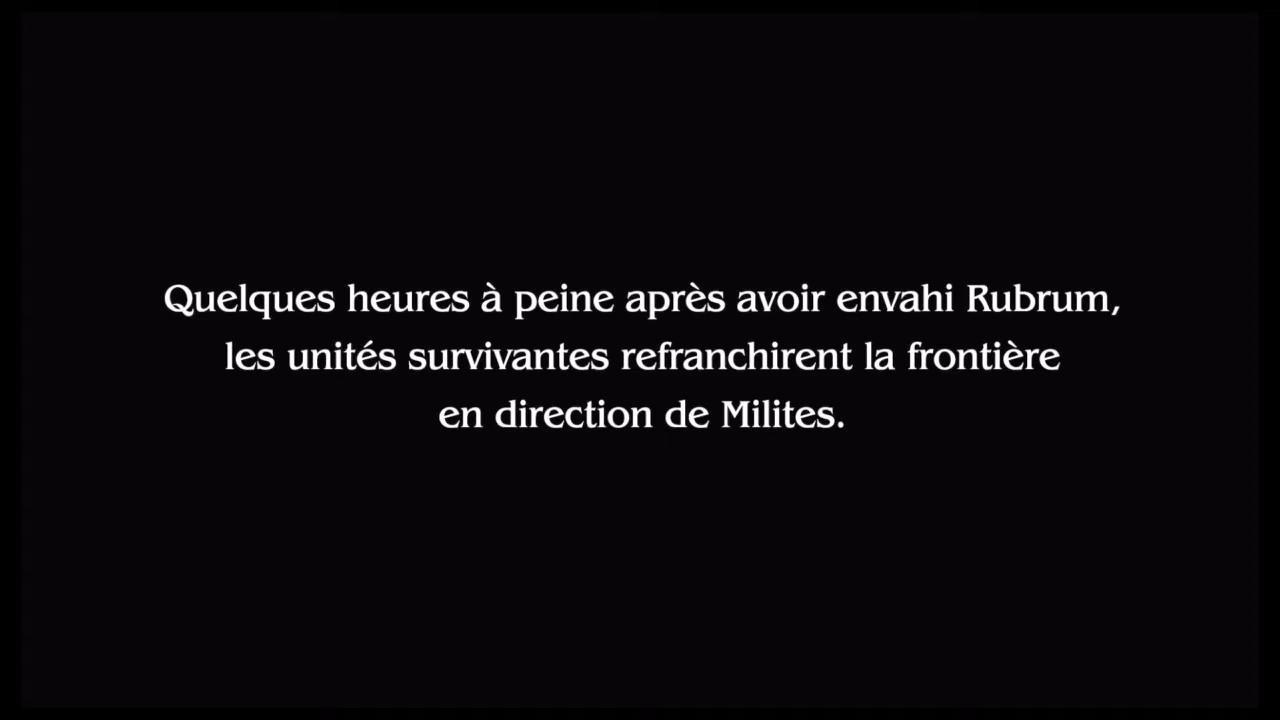 Quelques heures à peine après avoir envahi Rubrum,
les unités survivantes refranchirent la frontière
en direction de Milites.